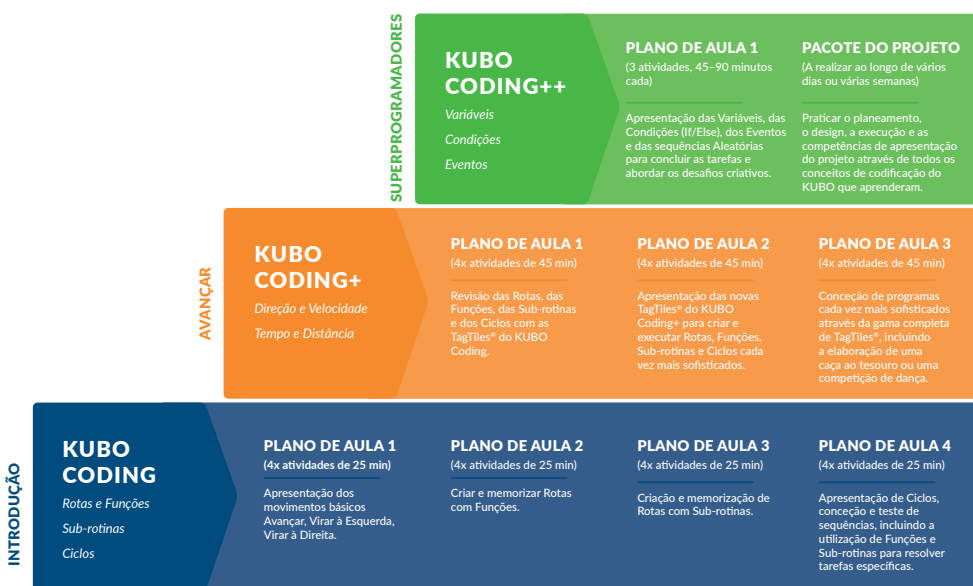 SUPERPROGRAMADORES
KUBO
CODING++
Variáveis
Condições
Eventos
PLANO DE AULA 1
(3 atividades, 45–90 minutos
cada)
Apresentação das Variáveis, das
Condições (If/Else), dos Eventos
e das sequências Aleatórias
para concluir as tarefas e
abordar os desafios criativos.
PACOTE DO PROJETO
(A realizar ao longo de vários
dias ou várias semanas)
Praticar o planeamento,
o design, a execução e as
competências de apresentação
do projeto através de todos os
conceitos de codificação do
KUBO que aprenderam.
AVANÇAR
KUBO
CODING+
Direção e Velocidade
Tempo e Distância
PLANO DE AULA 1
(4x atividades de 45 min)
Revisão das Rotas, das
Funções, das Sub-rotinas
e dos Ciclos com as
TagTiles® do KUBO
Coding.
PLANO DE AULA 2
(4x atividades de 45 min)
Apresentação das novas
TagTiles® do KUBO
Coding+ para criar e
executar Rotas, Funções,
Sub-rotinas e Ciclos cada
vez mais sofisticados.
PLANO DE AULA 3
(4x atividades de 45 min)
Conceção de programas
cada vez mais sofisticados
através da gama completa
de TagTiles®, incluindo
a elaboração de uma
caça ao tesouro ou uma
competição de dança.
INTRODUÇÃO
KUBO
CODING
Rotas e Funções
Sub-rotinas
Ciclos
PLANO DE AULA 1
(4x atividades de 25 min)
Apresentação dos
movimentos básicos
Avançar, Virar à Esquerda,
Virar à Direita.
PLANO DE AULA 2
(4x atividades de 25 min)
Criar e memorizar Rotas
com Funções.
PLANO DE AULA 3
(4x atividades de 25 min)
Criação e memorização de
Rotas com Sub-rotinas.
PLANO DE AULA 4
(4x atividades de 25 min)
Apresentação de Ciclos,
conceção e teste de
sequências, incluindo a
utilização de Funções e
Sub-rotinas para resolver
tarefas específicas.